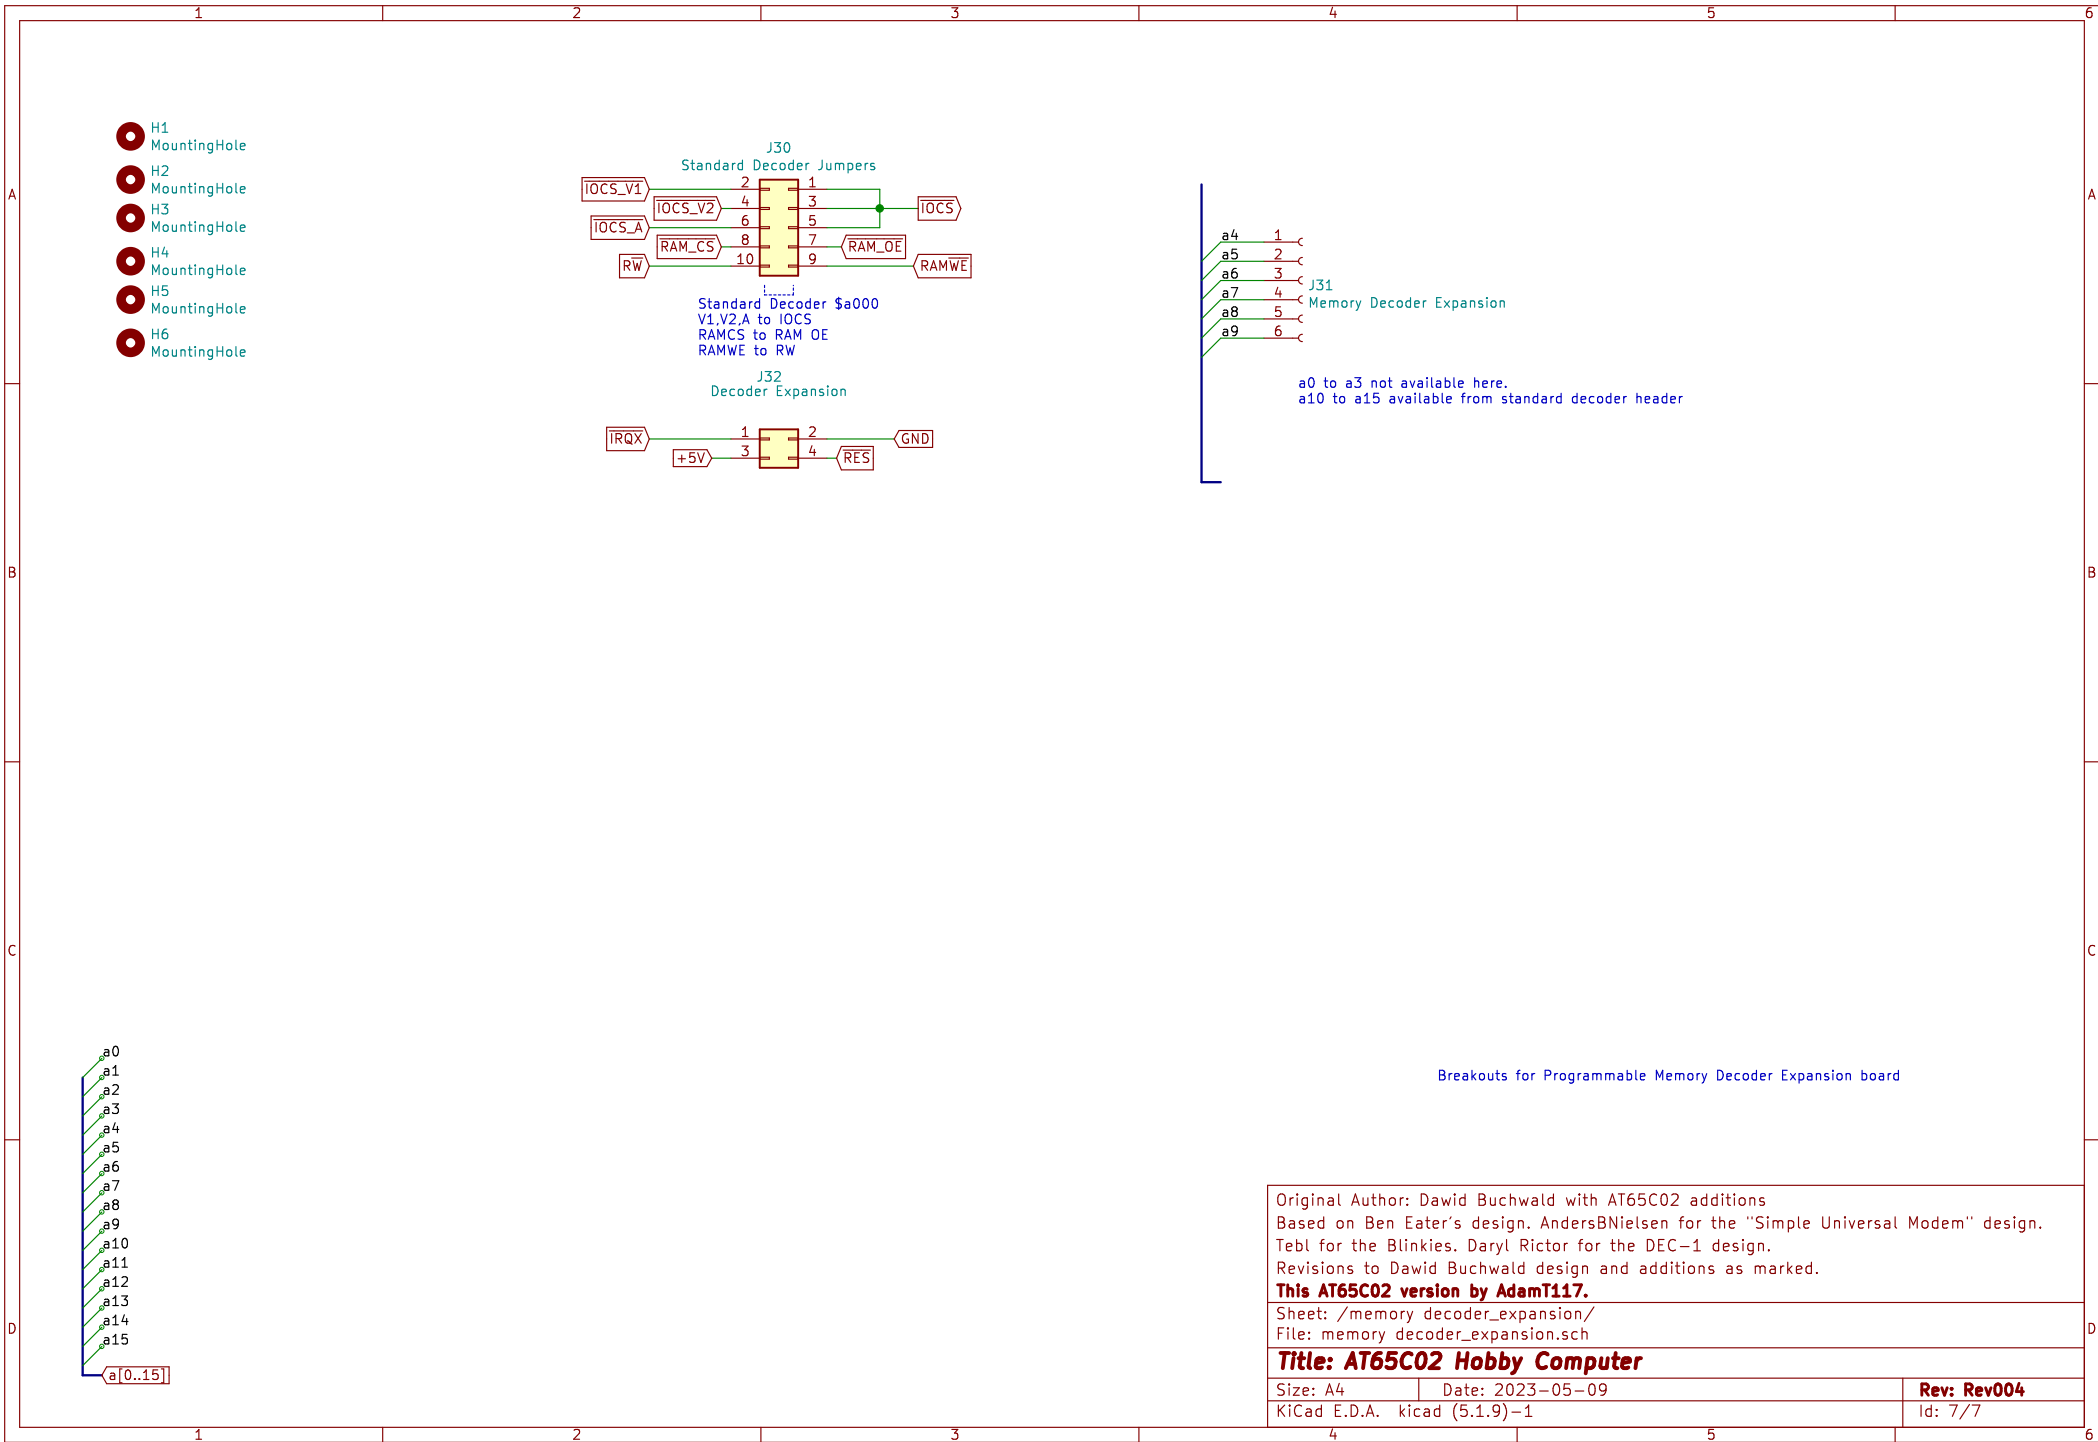 1 2 3 4 5 6
A
B
C
D
H1
MountingHole
H2
MountingHole
H3
MountingHole
H4
MountingHole
H5
MountingHole
H6
MountingHole
J30
Standard Decoder Jumpers
IOCS_V1 2 1
IOCS_V2 4 3 IOCS
IOCS_A 6 5
RAM_CS 8 7 RAM_OE
RW 10 9 RAMWE
Standard Decoder $a000
V1,V2,A to IOCS
RAMCS to RAM OE
RAMWE to RW
J32
Decoder Expansion
IRQX 1 2 GND
+5V 3 4 RES
a4 1
a5 2
a6 3
a7 4
a8 5
a9 6
J31
Memory Decoder Expansion
a0 to a3 not available here.
a10 to a15 available from standard decoder header
a0
a1
a2
a3
a4
a5
a6
a7
a8
a9
a10
a11
a12
a13
a14
a15
a[0..15]
Breakouts for Programmable Memory Decoder Expansion board
Original Author: Dawid Buchwald with AT65C02 additions
Based on Ben Eater's design. AndersBNielsen for the "Simple Universal Modem" design.
Tebl for the Blinkies. Daryl Rictor for the DEC-1 design.
Revisions to Dawid Buchwald design and additions as marked.
This AT65C02 version by AdamT117.
Sheet: /memory decoder_expansion/
File: memory decoder_expansion.sch
Title: AT65C02 Hobby Computer
Size: A4 Date: 2023-05-09 Rev: Rev004
KiCad E.D.A. kicad (5.1.9)-1 Id: 7/7
A
B
C
D
1 2 3 4 5 6